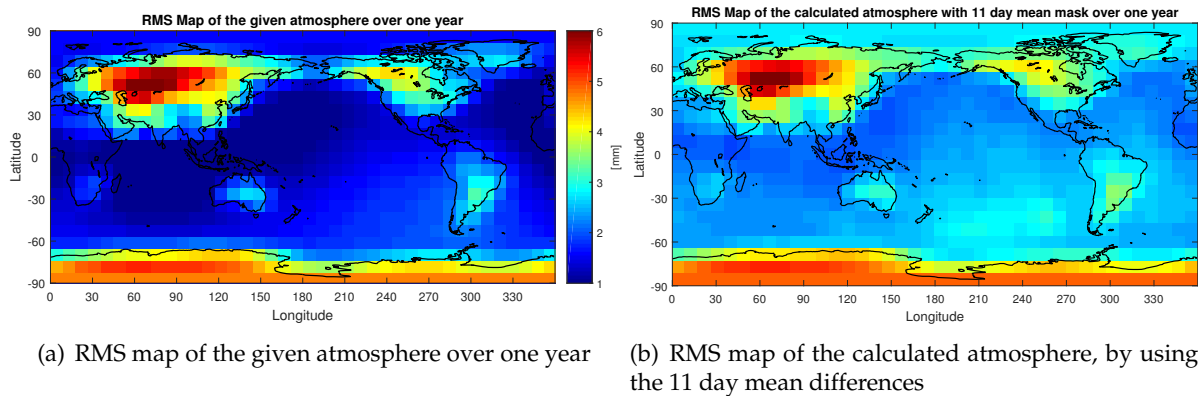 RMS Map of the given atmosphere over one year
90
60
30
0
-30
-60
-90
Latitude
0 30 60 90 120 150 180 210 240 270 300 330
Longitude
6
5
4
3
2
1
[mm]
(a) RMS map of the given atmosphere over one year
RMS Map of the calculated atmosphere with 11 day mean mask over one year
90
60
30
0
-30
-60
-90
Latitude
0 30 60 90 120 150 180 210 240 270 300 330
Longitude
(b) RMS map of the calculated atmosphere, by using
the 11 day mean differences